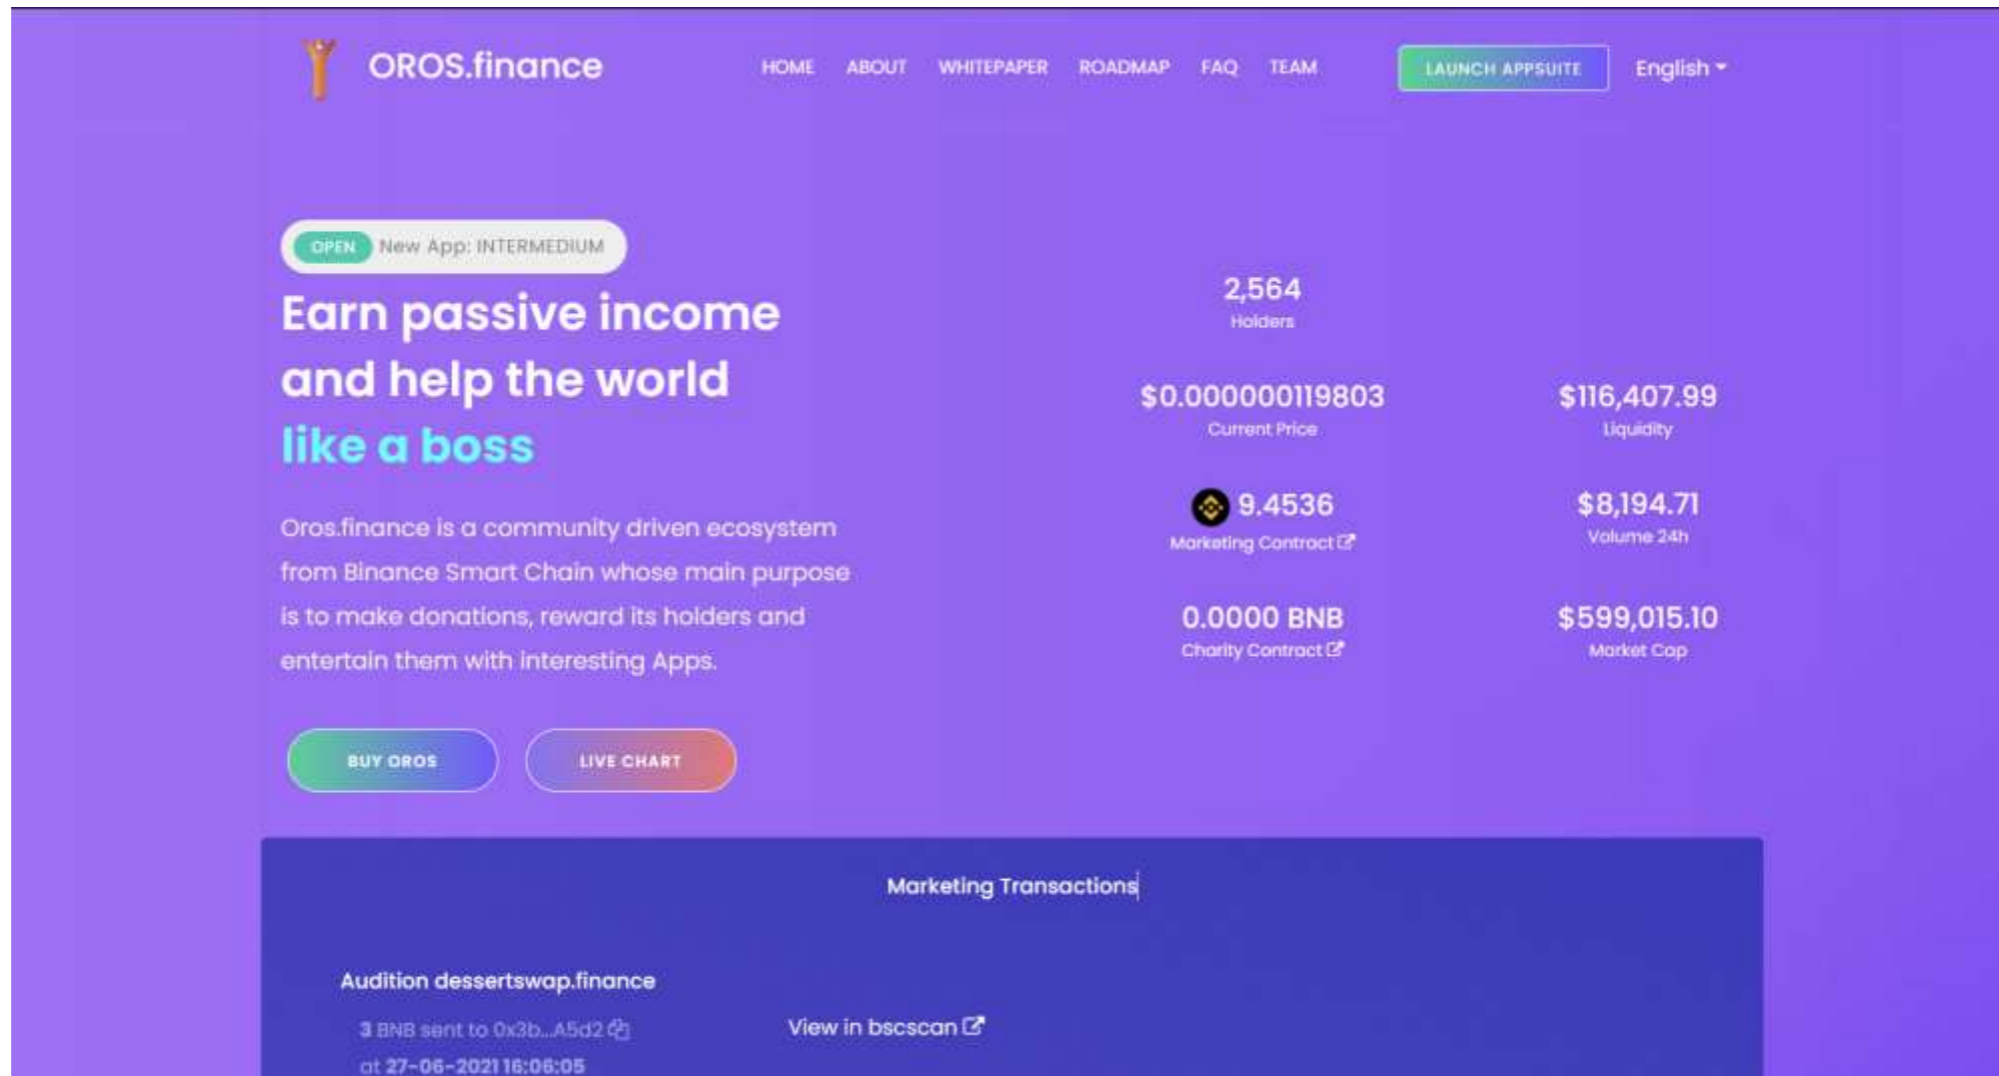 OROS.finance
HOME ABOUT WHITEPAPER ROADMAP FAQ TEAM
LAUNCH APPSUITE
English
OPEN New App: INTERMEDIUM
Earn passive income
and help the world
like a boss
Oros.finance is a community driven ecosystem
from Binance Smart Chain whose main purpose
is to make donations, reward its holders and
entertain them with interesting Apps.
BUY OROS
LIVE CHART
2,564
Holders
$0.000000119803
Current Price
$116,407.99
Liquidity
9.4536
Marketing Contract
$8,194.71
Volume 24h
0.0000 BNB
Charity Contract
$599,015.10
Market Cap
Marketing Transactions
Audition dessertswap.finance
3 BNB sent to 0x3b...A5d2
at 27-06-2021 16:06:05
View in bscscan